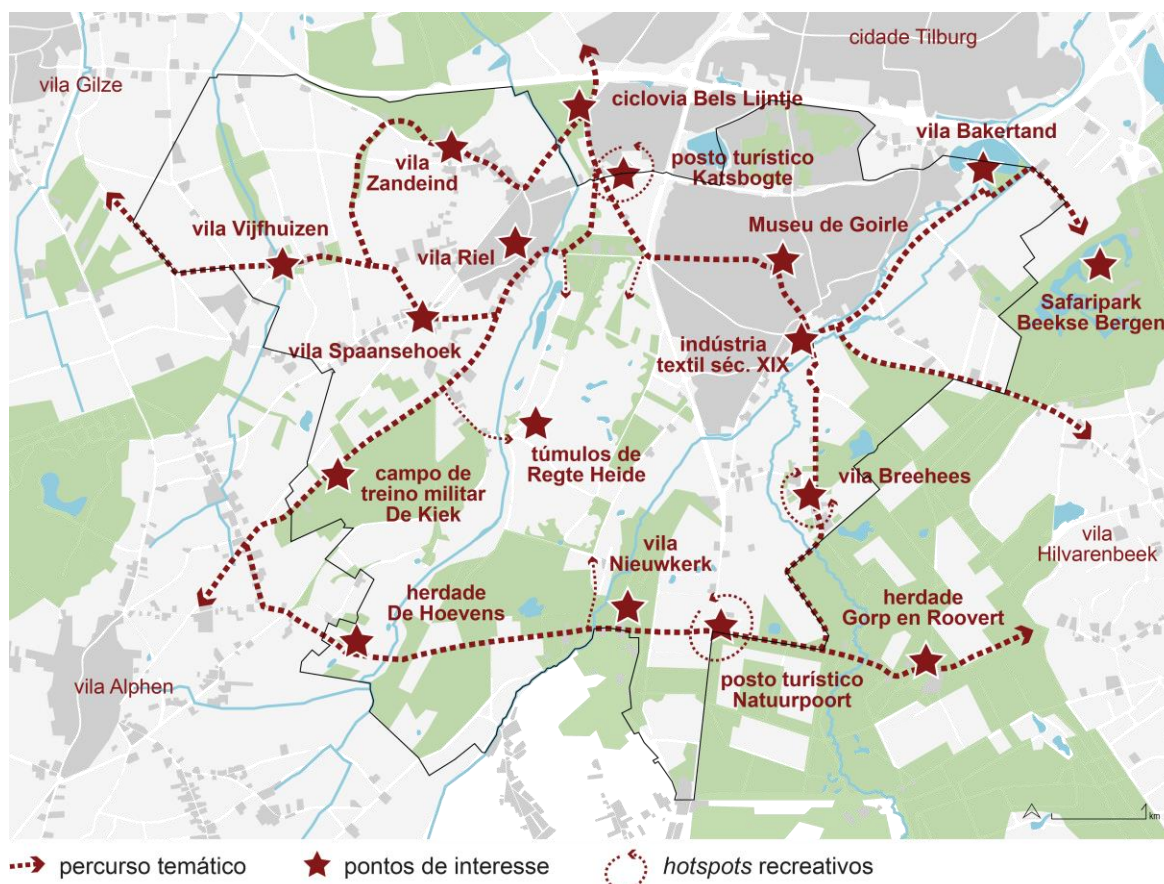 cidade Tilburg
vila Gilze
ciclovia Bels Lijntje
vila Bakertand
vila
Zandeind
posto turístico
Katsbogte
vila Vijfhuizen
vila Riel
Museu de Goirle
Safaripark
Beekse Bergen
vila Spaansehoek
indústria
textil séc. XIX
túmulos de
Regte Heide
campo de
treino militar
De Kiek
vila Breehees
vila
Hilvarenbeek
vila
Nieuwkerk
herdade
De Hoevens
herdade
Gorp en Roovert
vila Alphen
posto turístico
Natuurpoort
km
percurso temático
pontos de interesse
hotspots recreativos